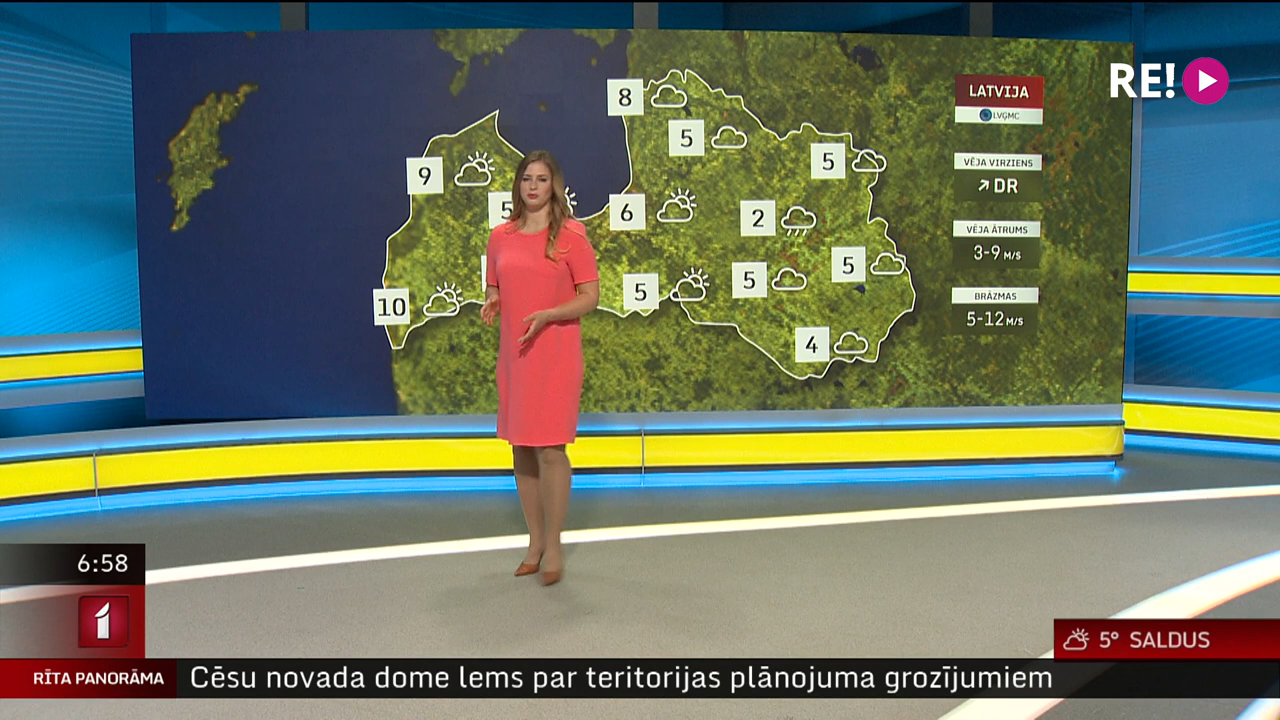 RE!
LATVIJA
LVĢMC
8
5
5
9
VĒJA VIRZIENS
DR
5
6
2
VĒJA ĀTRUMS
3-9 M/S
5
5
5
10
BRĀZMAS
5-12 M/S
4
6:58
1
5° SALDUS
RĪTA PANORĀMA
Cēsu novada dome lems par teritorijas plānojuma grozījumiem